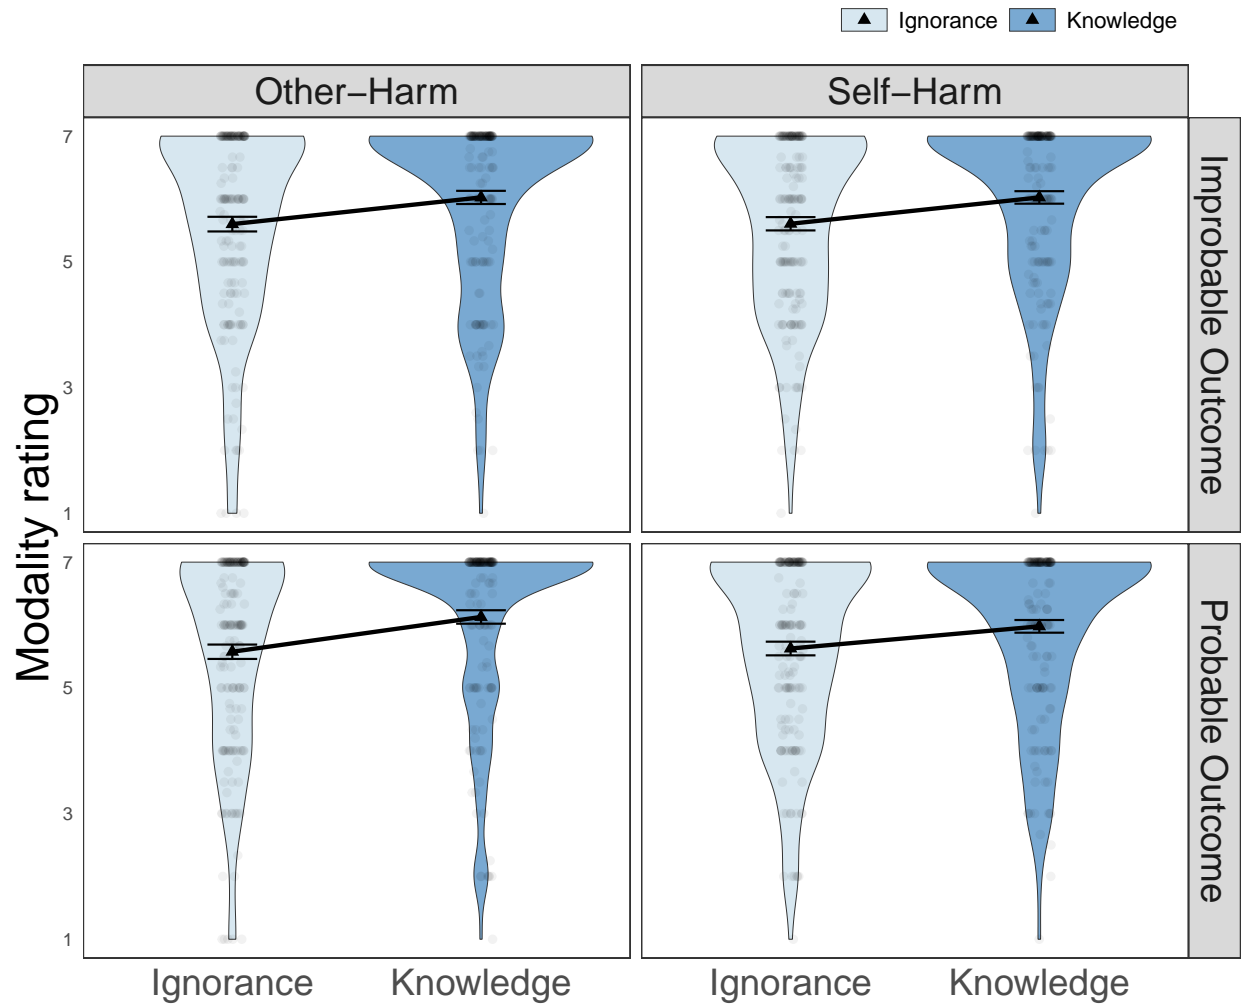 Ignorance Knowledge
Other–Harm Self–Harm
Modality rating
7
5
3
1
Improbable Outcome
7
5
3
1
Probable Outcome
Ignorance Knowledge Ignorance Knowledge